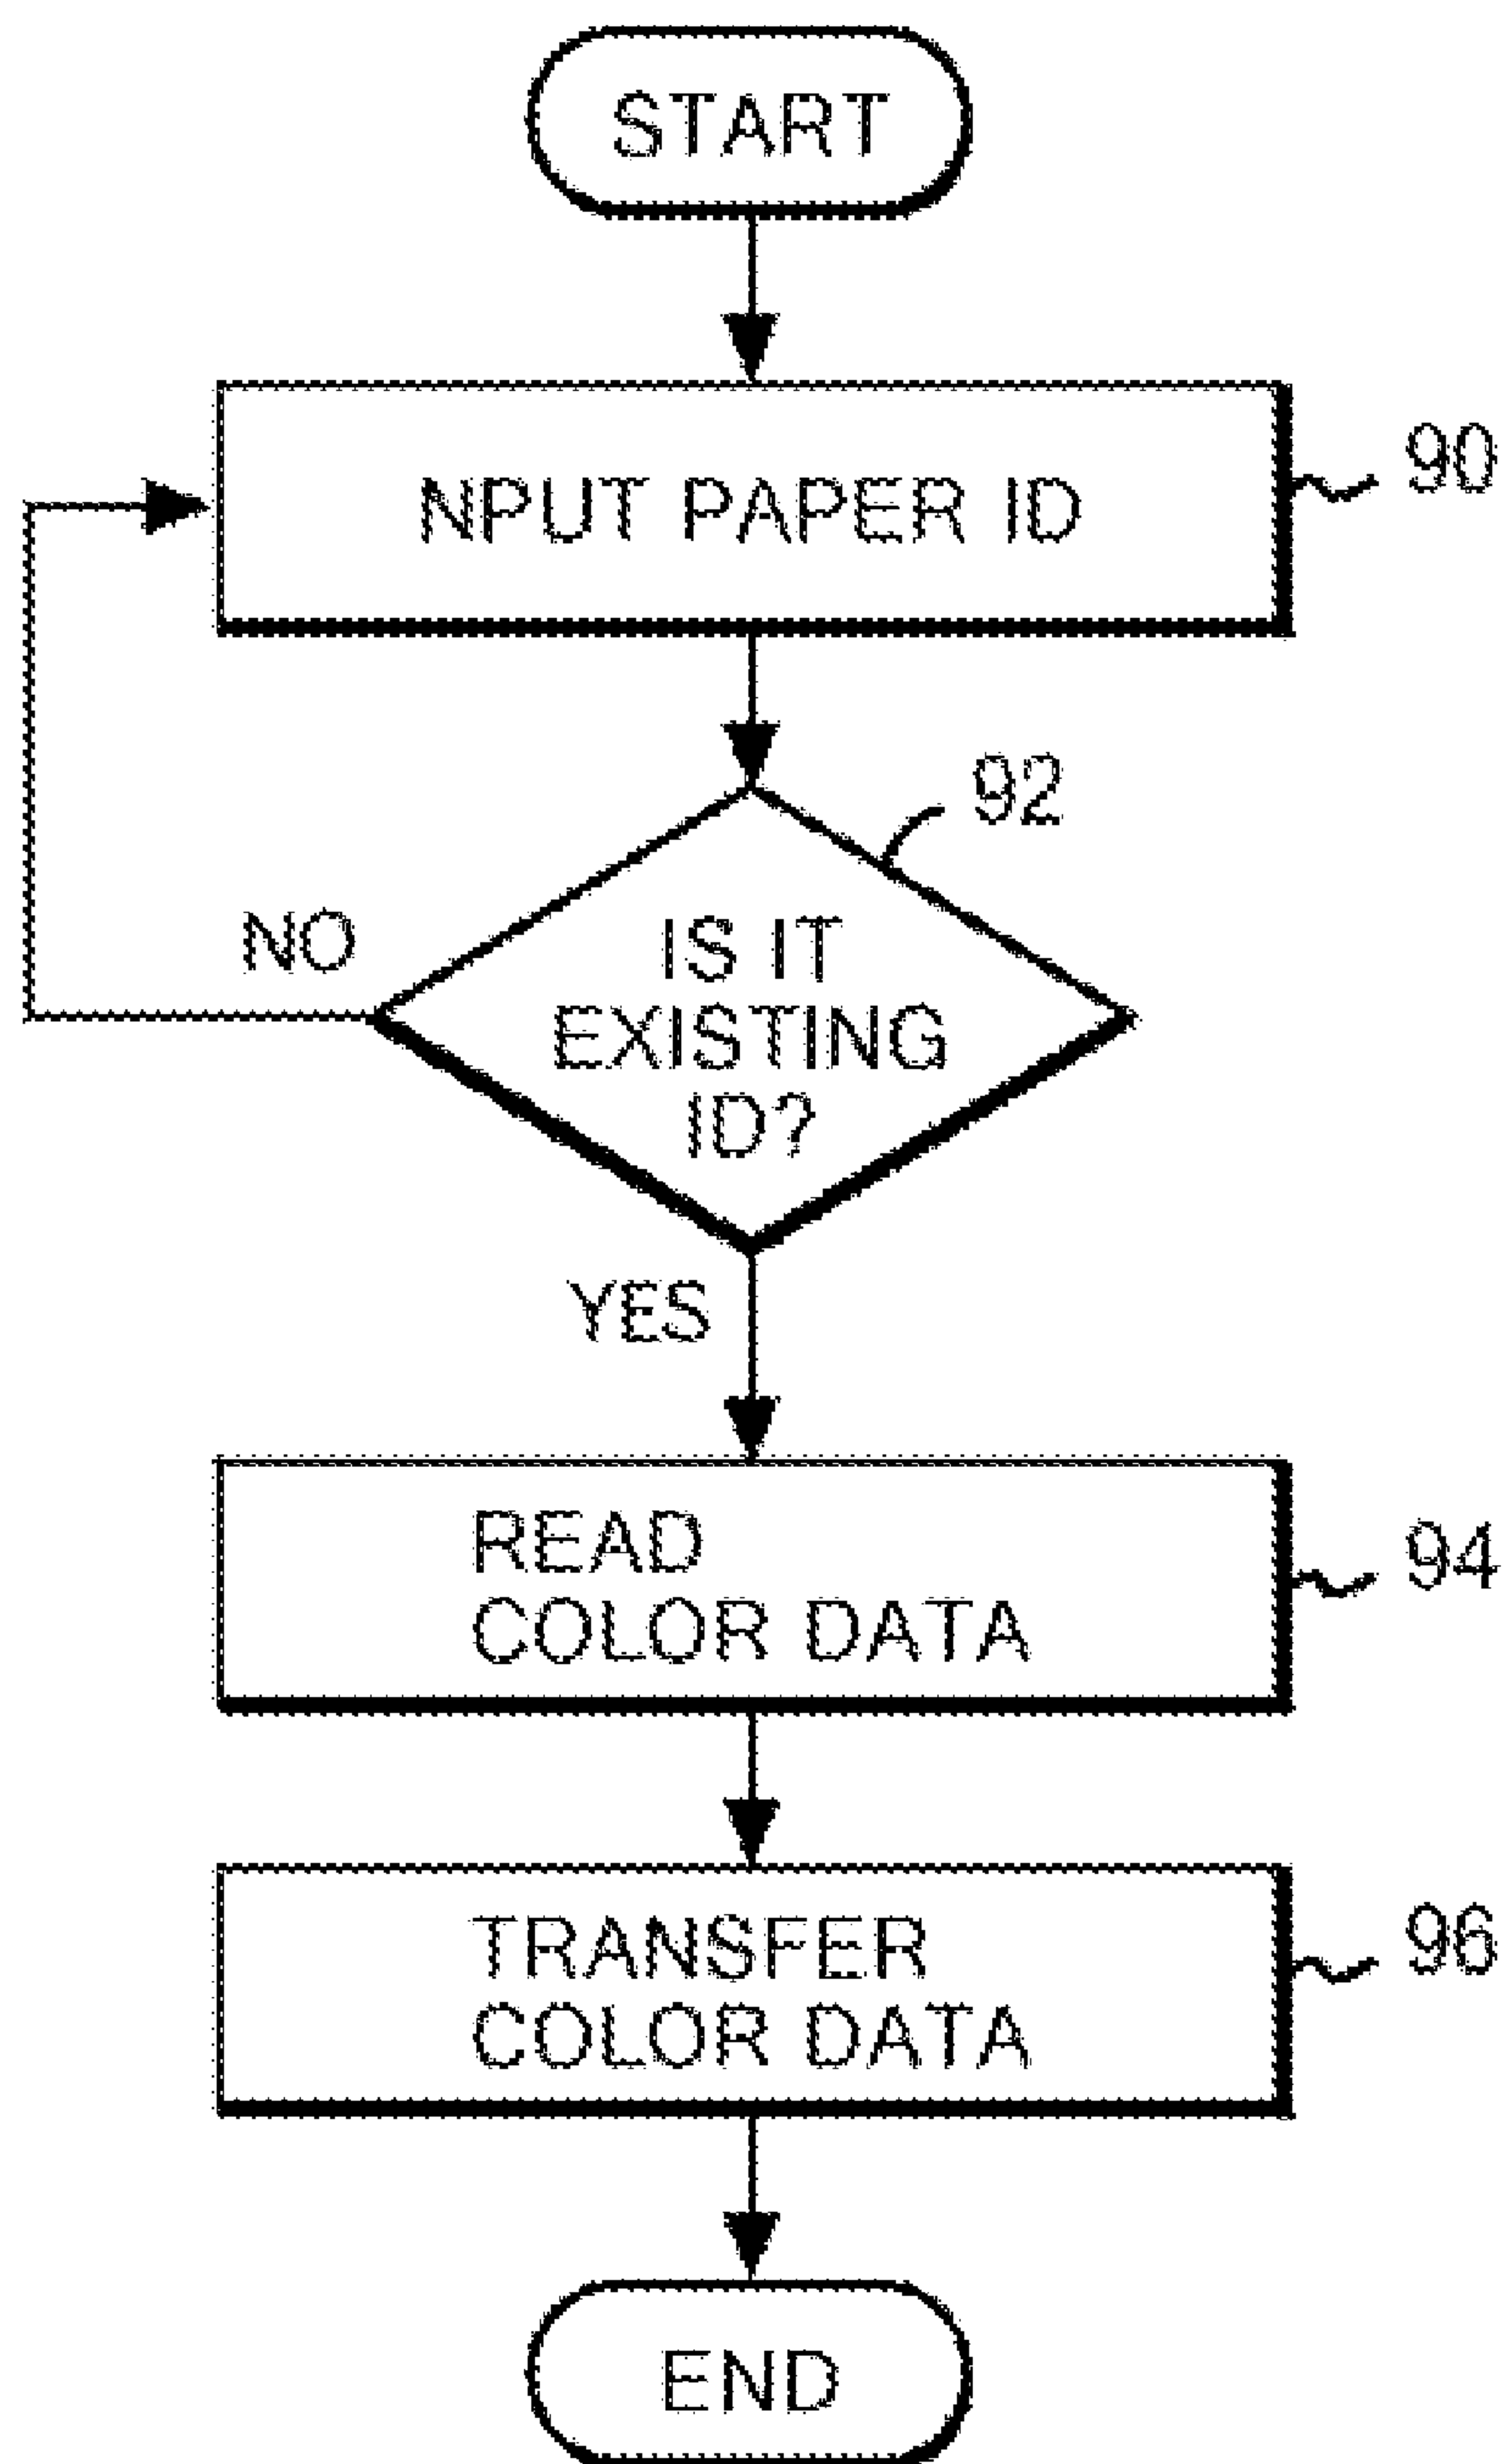 START
NPUT PAPER ID
90
92
NO
IS IT
EXISTING
ID?
YES
READ
COLOR DATA
94
TRANSFER
COLOR DATA
96
END